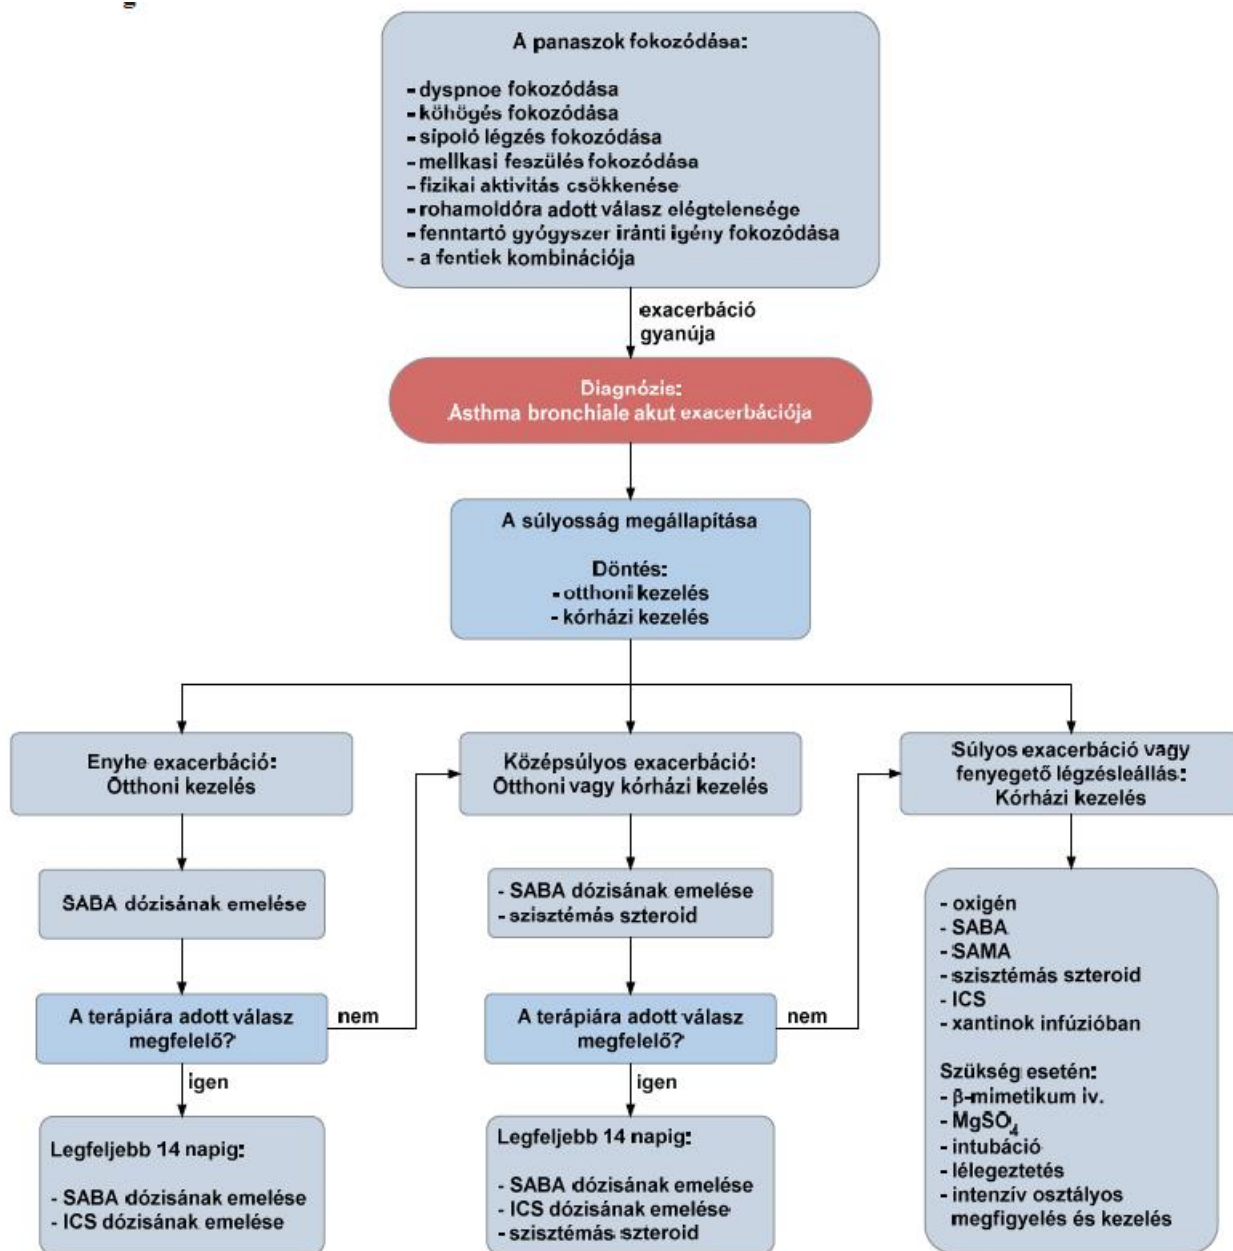 A panaszok fokozódása:
- dyspnoe fokozódása
- köhögés fokozódása
- sípoló légzés fokozódása
- mellkasi feszülés fokozódása
- fizikai aktivitás csökkenése
- rohamoldóra adott válasz elégtelensége
- fenntartó gyógyszer iránti igény fokozódása
- a fentiek kombinációja
exacerbáció
gyanúja
Diagnózis:
Asthma bronchiale akut exacerbációja
A súlyosság megállapítása
Döntés:
- otthoni kezelés
- kórházi kezelés
Enyhe exacerbáció:
Otthoni kezelés
SABA dózisának emelése
A terápiára adott válasz
megfelelő?
nem
igen
Legfeljebb 14 napig:
- SABA dózisának emelése
- ICS dózisának emelése
Középsúlyos exacerbáció:
Otthoni vagy kórházi kezelés
- SABA dózisának emelése
- szisztémás szteroid
A terápiára adott válasz
megfelelő?
nem
igen
Legfeljebb 14 napig:
- SABA dózisának emelése
- ICS dózisának emelése
- szisztémás szteroid
Súlyos exacerbáció vagy
fenyegető légzésleállás:
Kórházi kezelés
- oxigén
- SABA
- SAMA
- szisztémás szteroid
- ICS
- xantinok infúzióban
Szükség esetén:
- β-mimetikum iv.
- MgSO₄
- intubáció
- lélegeztetés
- intenzív osztályos
megfigyelés és kezelés